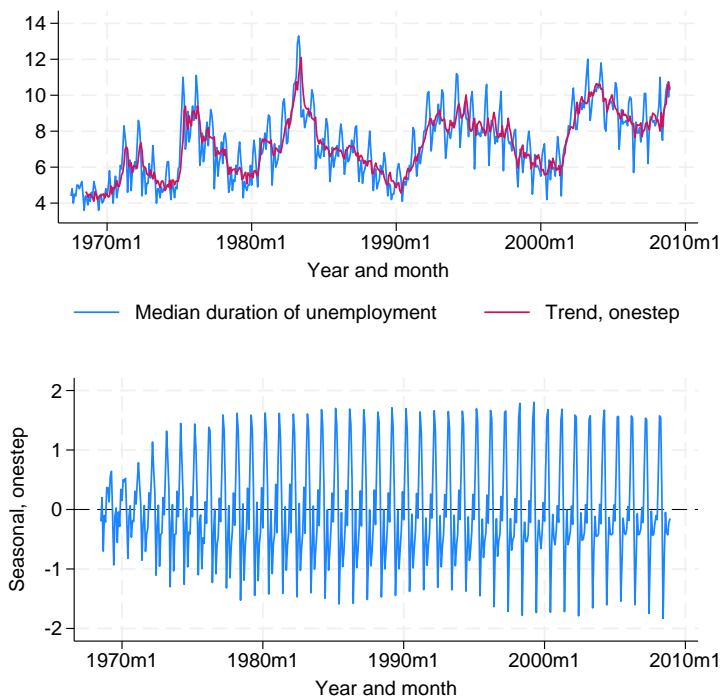 14
12
10
8
6
4
1970m1 1980m1 1990m1 2000m1 2010m1
Year and month
Median duration of unemployment Trend, onestep
Seasonal, onestep
2
1
0
-1
-2
1970m1 1980m1 1990m1 2000m1 2010m1
Year and month